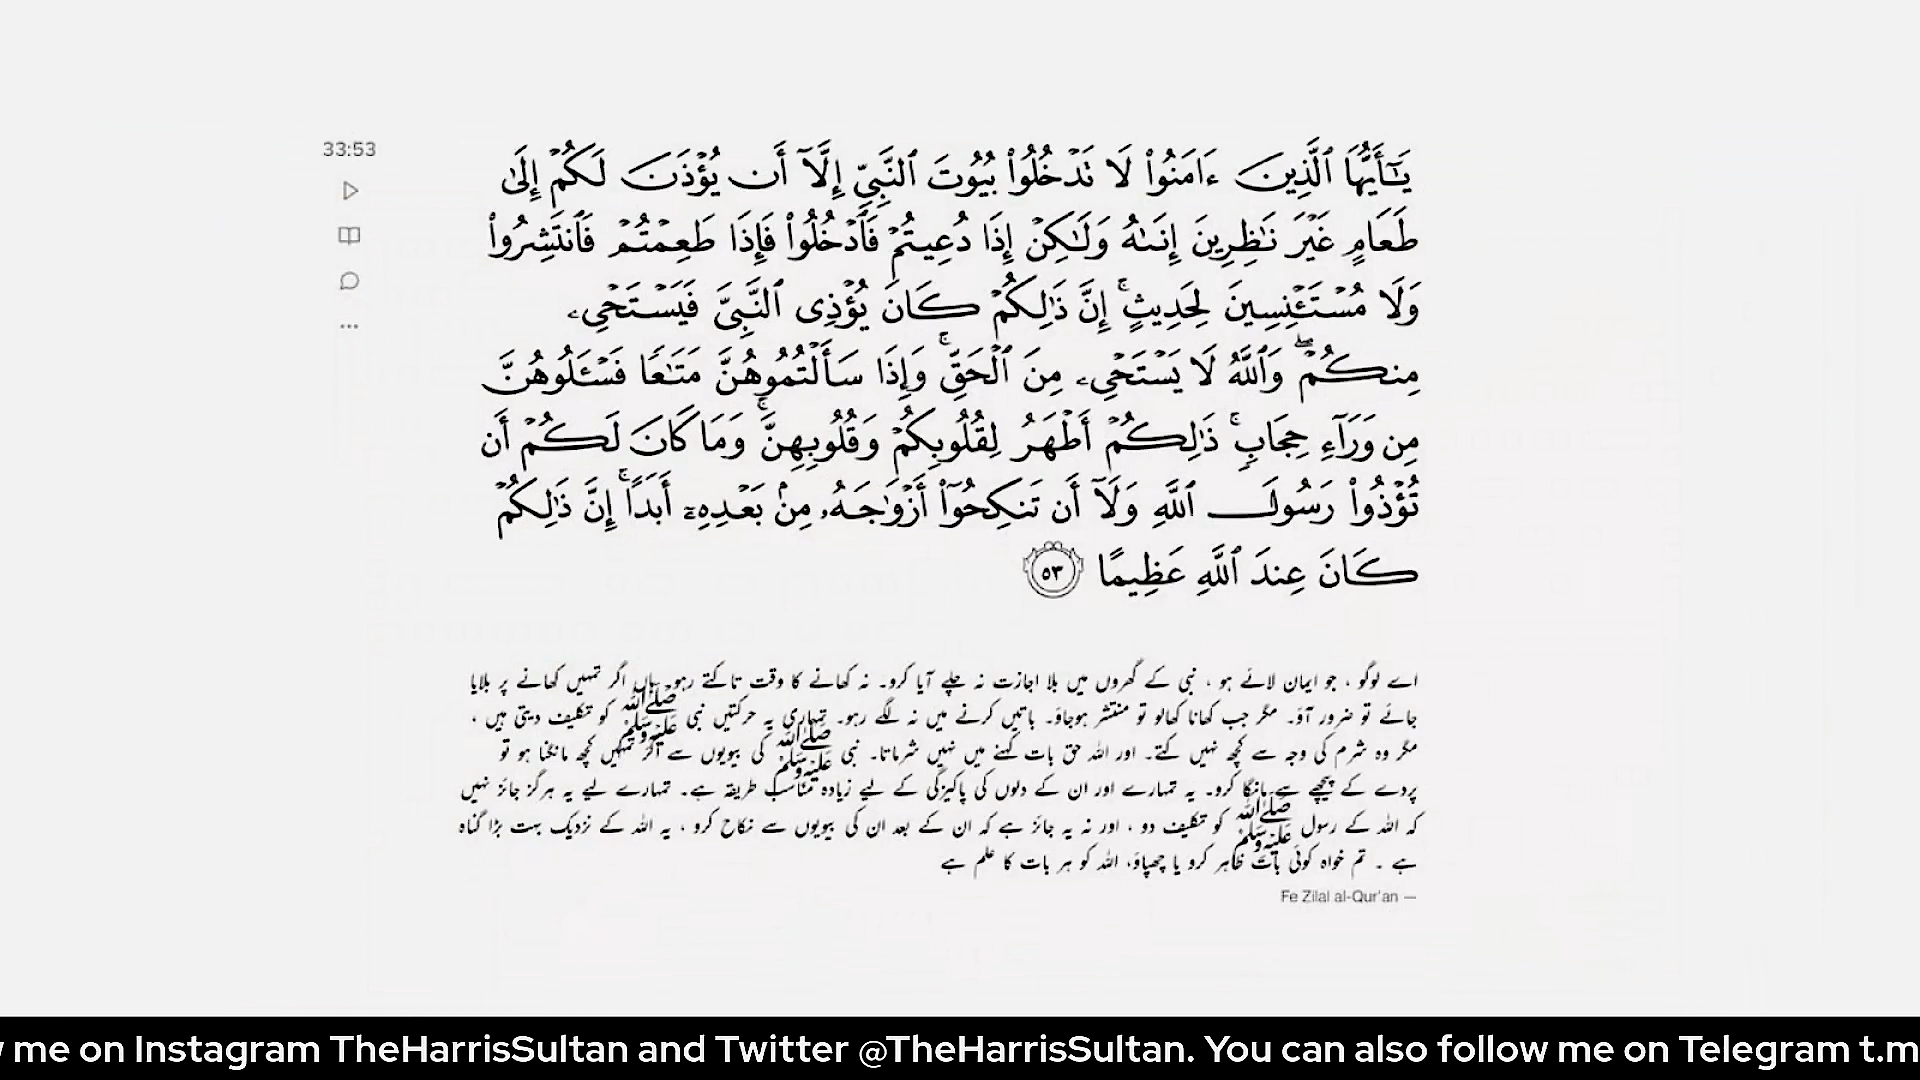 33:53
يَـٰٓأَيُّهَا ٱلَّذِينَ ءَامَنُوا۟ لَا تَدْخُلُوا۟ بُيُوتَ ٱلنَّبِىِّ إِلَّآ أَن يُؤْذَنَ لَكُمْ إِلَىٰ
طَعَامٍ غَيْرَ نَـٰظِرِينَ إِنَىٰهُ وَلَـٰكِنْ إِذَا دُعِيتُمْ فَٱدْخُلُوا۟ فَإِذَا طَعِمْتُمْ فَٱنتَشِرُوا۟
وَلَا مُسْتَـْٔنِسِينَ لِحَدِيثٍ ۚ إِنَّ ذَٰلِكُمْ كَانَ يُؤْذِى ٱلنَّبِىَّ فَيَسْتَحْىِۦ
مِنكُمْ ۖ وَٱللَّهُ لَا يَسْتَحْىِۦ مِنَ ٱلْحَقِّ ۚ وَإِذَا سَأَلْتُمُوهُنَّ مَتَـٰعًا فَسْـَٔلُوهُنَّ
مِن وَرَآءِ حِجَابٍ ۚ ذَٰلِكُمْ أَطْهَرُ لِقُلُوبِكُمْ وَقُلُوبِهِنَّ ۚ وَمَا كَانَ لَكُمْ أَن
تُؤْذُوا۟ رَسُولَ ٱللَّهِ وَلَآ أَن تَنكِحُوٓا۟ أَزْوَٰجَهُۥ مِنۢ بَعْدِهِۦٓ أَبَدًا ۚ إِنَّ ذَٰلِكُمْ
كَانَ عِندَ ٱللَّهِ عَظِيمًا ٥٣
اے لوگو ، جو ایمان لائے ہو ، نبی کے گھروں میں بلا اجازت نہ چلے آیا کرو۔ نہ کھانے کا وقت تاکتے رہو۔ ہاں اگر تمہیں کھانے پر بلایا
جائے تو ضرور آؤ۔ مگر جب کھانا کھالو تو منتشر ہوجاؤ۔ باتیں کرنے میں نہ لگے رہو۔ تمہاری یہ حرکتیں نبی ﷺ کو تکلیف دیتی ہیں ،
مگر وہ شرم کی وجہ سے کچھ نہیں کہتے۔ اور اللہ حق بات کہنے میں نہیں شرماتا۔ نبی ﷺ کی بیویوں سے اگر تمہیں کچھ مانگنا ہو تو
پردے کے پیچھے سے مانگا کرو۔ یہ تمہارے اور ان کے دلوں کی پاکیزگی کے لیے زیادہ مناسب طریقہ ہے۔ تمہارے لیے یہ ہرگز جائز نہیں
کہ اللہ کے رسول ﷺ کو تکلیف دو ، اور نہ یہ جائز ہے کہ ان کے بعد ان کی بیویوں سے نکاح کرو ، یہ اللہ کے نزدیک بہت بڑا گناہ
ہے ۔ تم خواہ کوئی بات ظاہر کرو یا چھپاؤ، اللہ کو ہر بات کا علم ہے
Fe Zilal al-Qur'an —
me on Instagram TheHarrisSultan and Twitter @TheHarrisSultan. You can also follow me on Telegram t.m